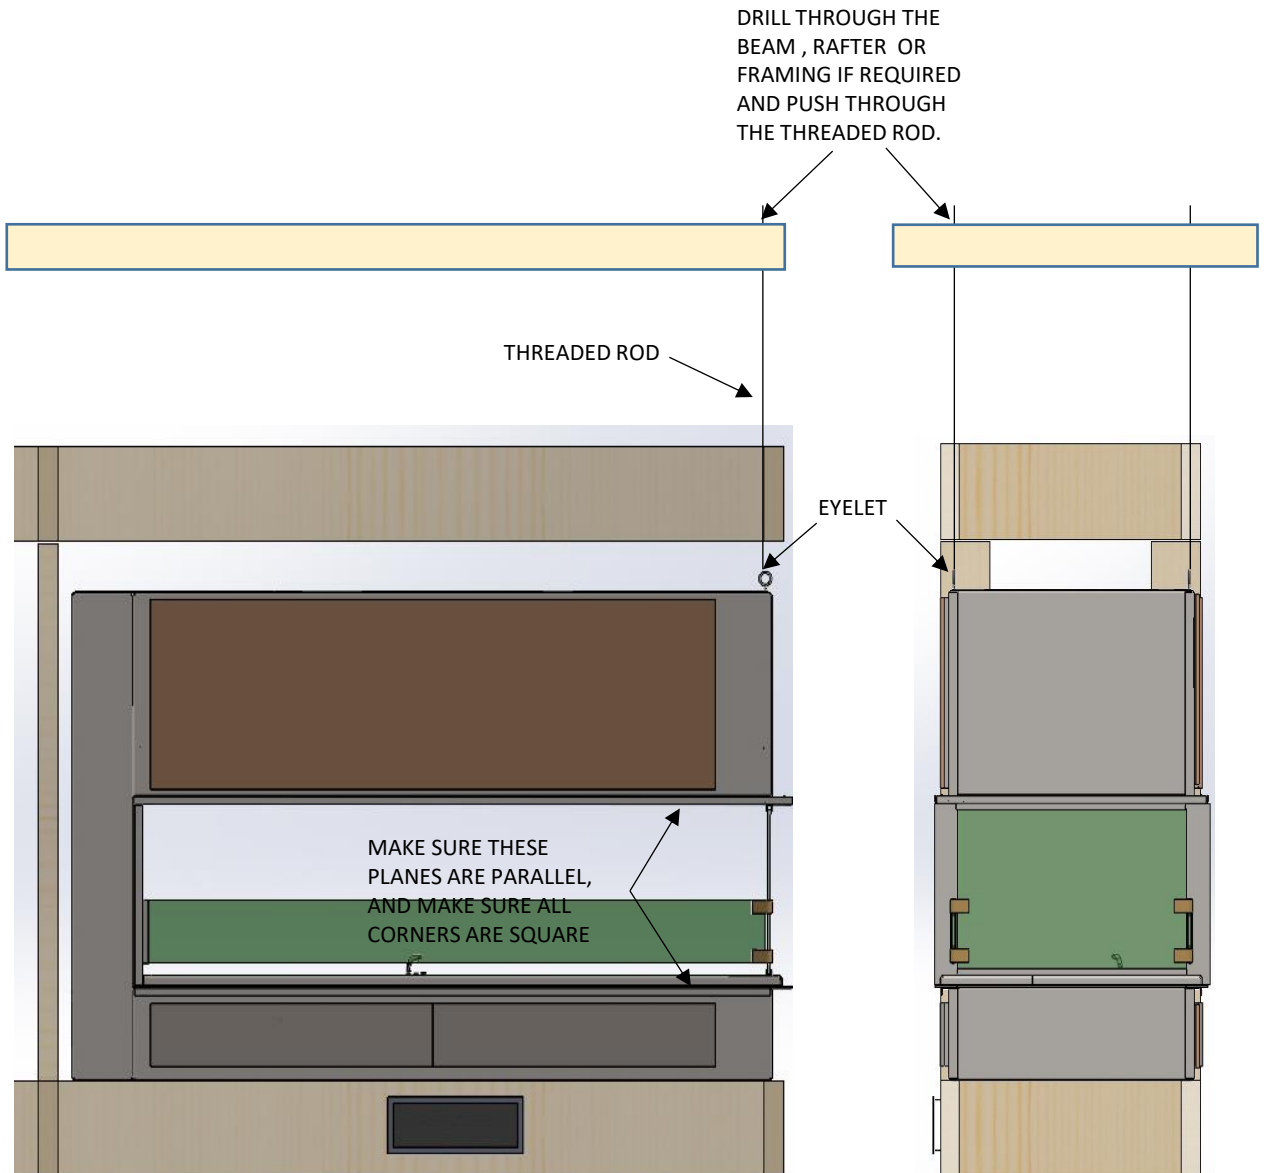 DRILL THROUGH THE
BEAM , RAFTER  OR
FRAMING IF REQUIRED
AND PUSH THROUGH
THE THREADED ROD.
THREADED ROD
EYELET
MAKE SURE THESE
PLANES ARE PARALLEL,
AND MAKE SURE ALL
CORNERS ARE SQUARE